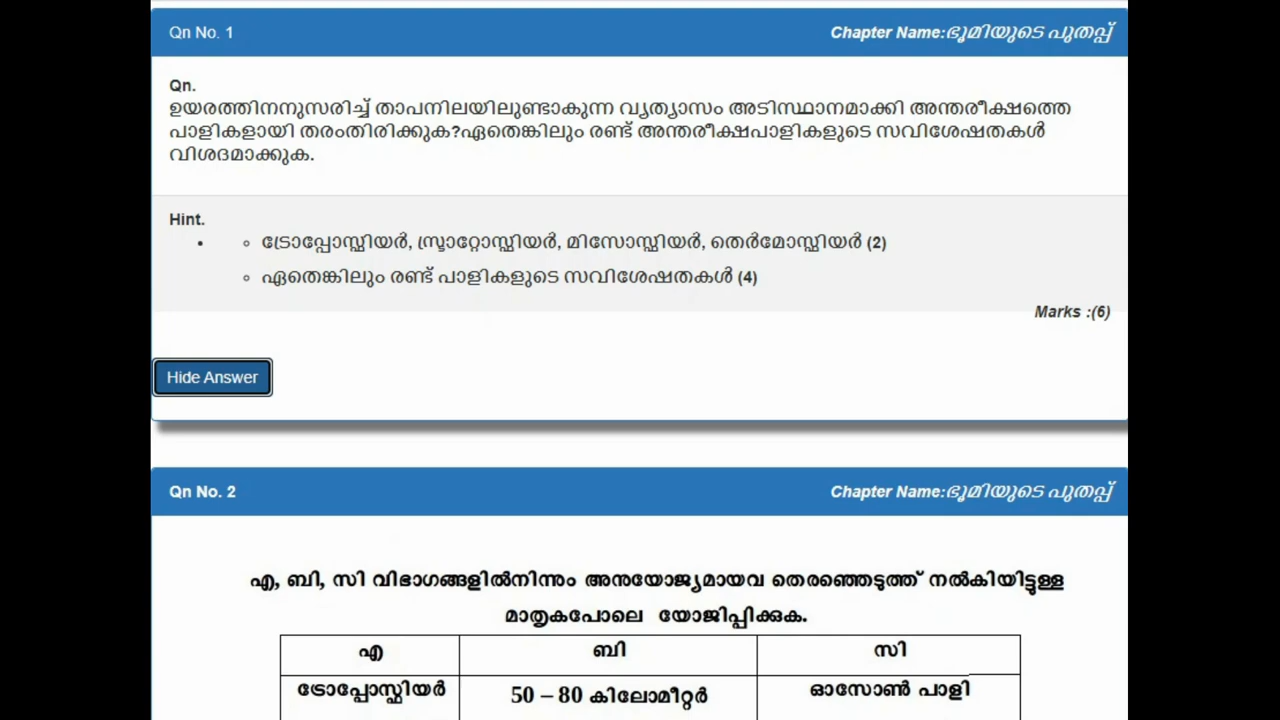 Qn No. 1
Chapter Name:ഭൂമിയുടെ പുതപ്പ്
Qn.
ഉയരത്തിനനുസരിച്ച് താപനിലയിലുണ്ടാകുന്ന വ്യത്യാസം അടിസ്ഥാനമാക്കി അന്തരീക്ഷത്തെ
പാളികളായി തരംതിരിക്കുക?ഏതെങ്കിലും രണ്ട് അന്തരീക്ഷപാളികളുടെ സവിശേഷതകൾ
വിശദമാക്കുക.
Hint.
ട്രോപ്പോസ്ഫിയർ, സ്ട്രാറ്റോസ്ഫിയർ, മിസോസ്ഫിയർ, തെർമോസ്ഫിയർ (2)
ഏതെങ്കിലും രണ്ട് പാളികളുടെ സവിശേഷതകൾ (4)
Marks :(6)
Hide Answer
Qn No. 2
Chapter Name:ഭൂമിയുടെ പുതപ്പ്
എ, ബി, സി വിഭാഗങ്ങളിൽനിന്നും അനുയോജ്യമായവ തെരഞ്ഞെടുത്ത് നൽകിയിട്ടുള്ള
മാതൃകപോലെ യോജിപ്പിക്കുക.
എ ബി സി
ട്രോപ്പോസ്ഫിയർ 50 – 80 കിലോമീറ്റർ ഓസോൺ പാളി